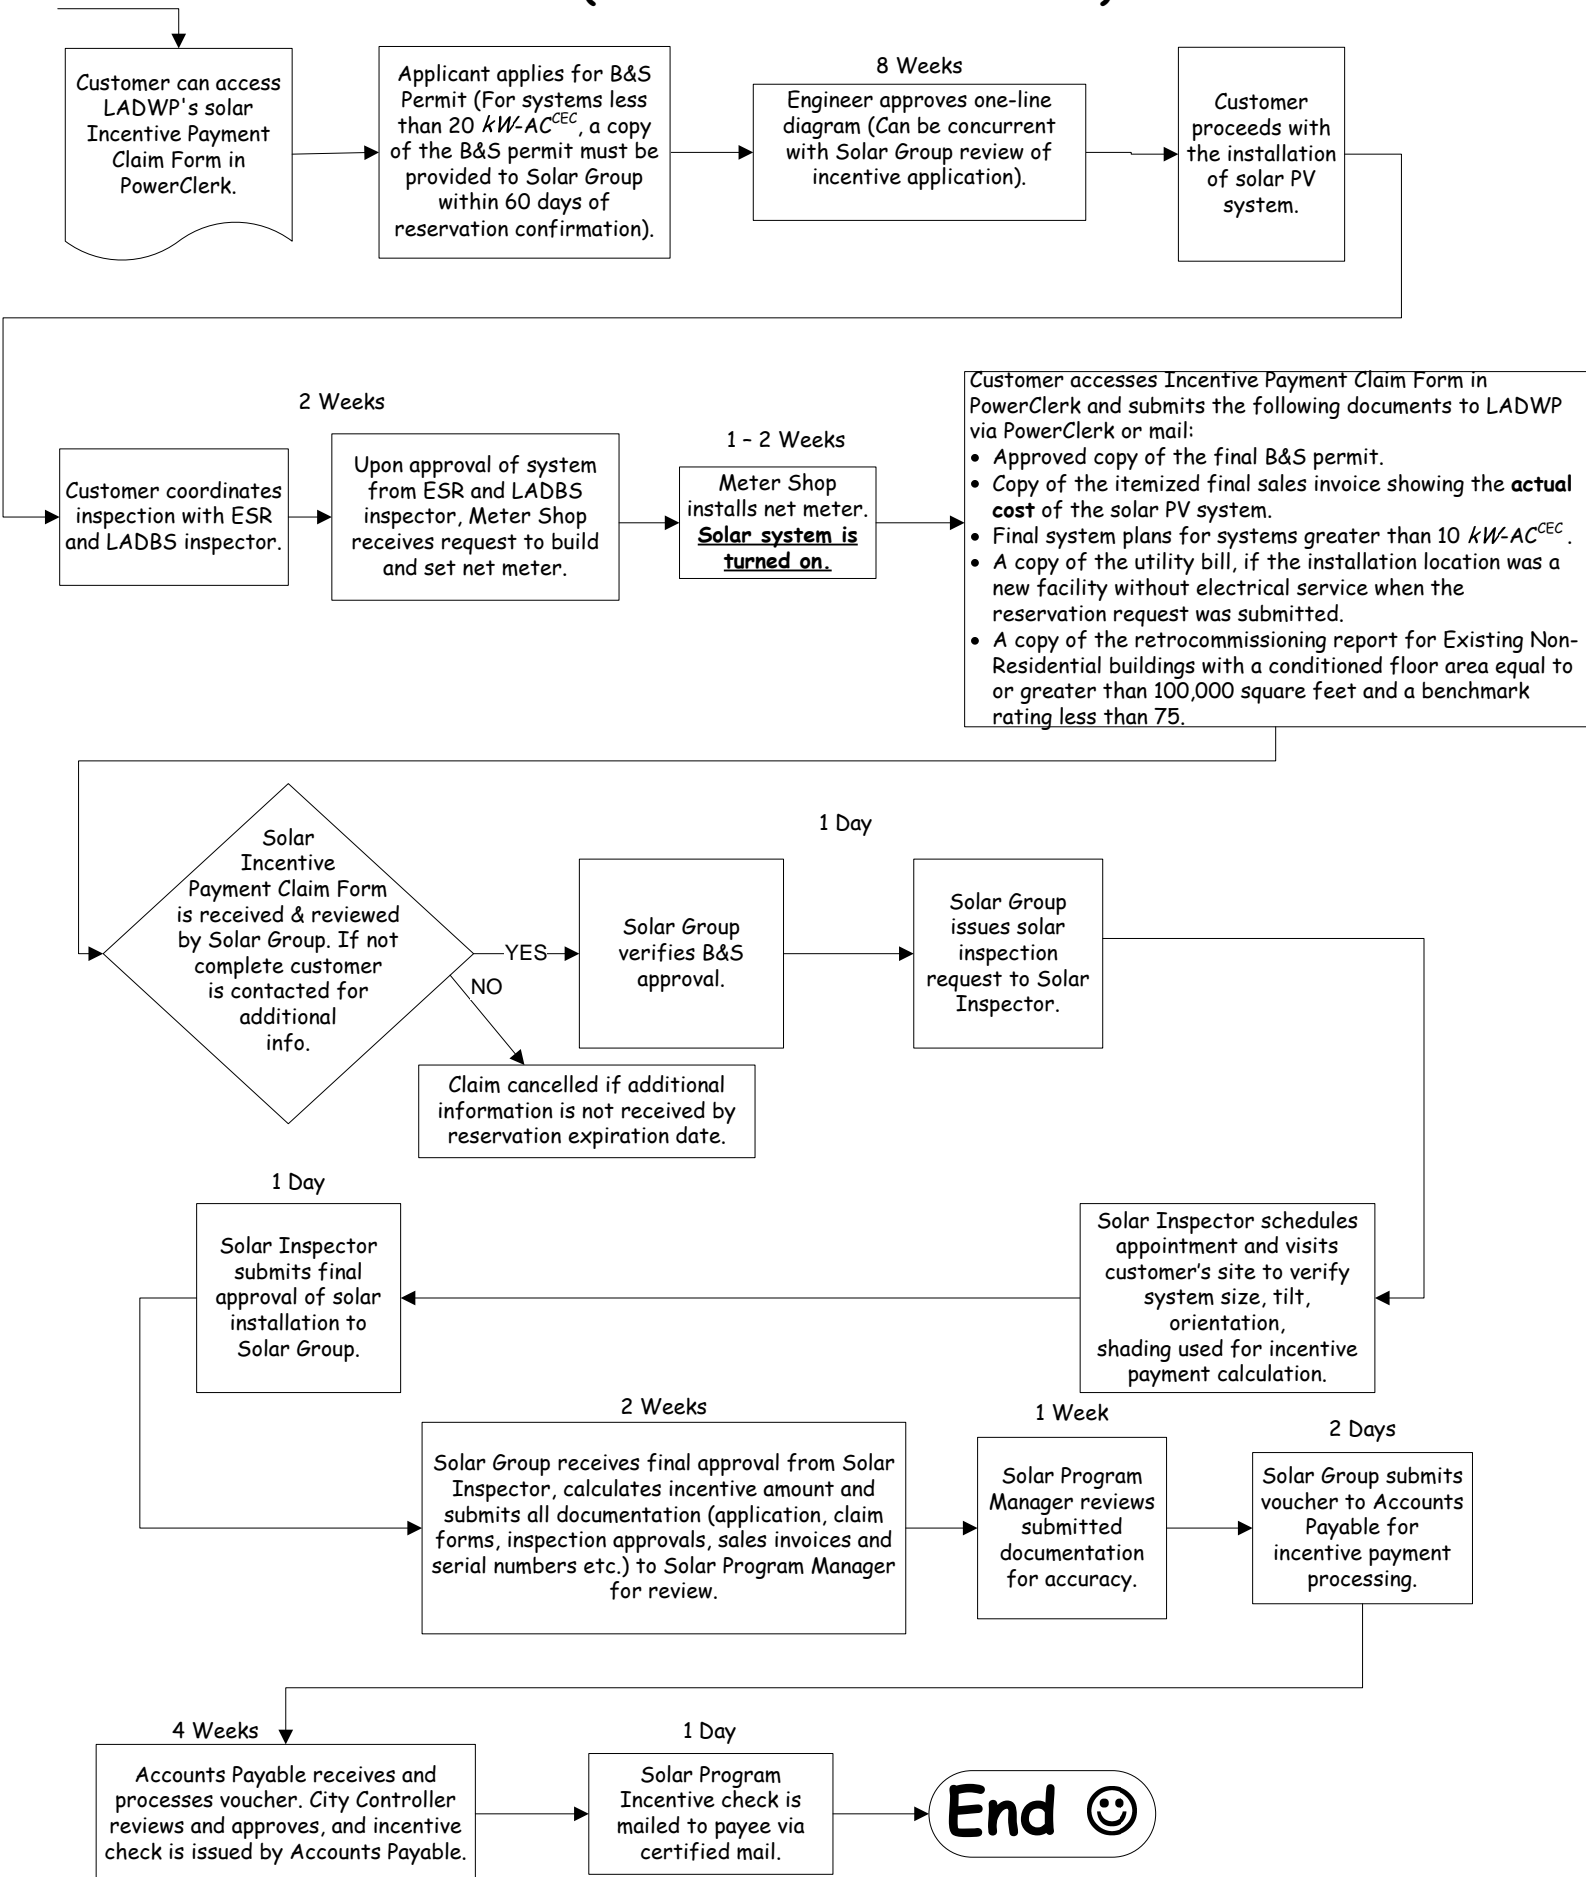 Customer can access
LADWP's solar
Incentive Payment
Claim Form in
PowerClerk.
Applicant applies for B&S
Permit (For systems less
than 20 kW-AC^CEC, a copy
of the B&S permit must be
provided to Solar Group
within 60 days of
reservation confirmation).
8 Weeks
Engineer approves one-line
diagram (Can be concurrent
with Solar Group review of
incentive application).
Customer
proceeds with
the installation
of solar PV
system.
Customer coordinates
inspection with ESR
and LADBS inspector.
2 Weeks
Upon approval of system
from ESR and LADBS
inspector, Meter Shop
receives request to build
and set net meter.
1 – 2 Weeks
Meter Shop
installs net meter.
Solar system is
turned on.
Customer accesses Incentive Payment Claim Form in
PowerClerk and submits the following documents to LADWP
via PowerClerk or mail:
• Approved copy of the final B&S permit.
• Copy of the itemized final sales invoice showing the actual
cost of the solar PV system.
• Final system plans for systems greater than 10 kW-AC^CEC .
• A copy of the utility bill, if the installation location was a
new facility without electrical service when the
reservation request was submitted.
• A copy of the retrocommissioning report for Existing Non-
Residential buildings with a conditioned floor area equal to
or greater than 100,000 square feet and a benchmark
rating less than 75.
Solar
Incentive
Payment Claim Form
is received & reviewed
by Solar Group. If not
complete customer
is contacted for
additional
info.
YES
NO
Claim cancelled if additional
information is not received by
reservation expiration date.
1 Day
Solar Group
verifies B&S
approval.
Solar Group
issues solar
inspection
request to Solar
Inspector.
Solar Inspector schedules
appointment and visits
customer's site to verify
system size, tilt,
orientation,
shading used for incentive
payment calculation.
1 Day
Solar Inspector
submits final
approval of solar
installation to
Solar Group.
2 Weeks
Solar Group receives final approval from Solar
Inspector, calculates incentive amount and
submits all documentation (application, claim
forms, inspection approvals, sales invoices and
serial numbers etc.) to Solar Program Manager
for review.
1 Week
Solar Program
Manager reviews
submitted
documentation
for accuracy.
2 Days
Solar Group submits
voucher to Accounts
Payable for
incentive payment
processing.
4 Weeks
Accounts Payable receives and
processes voucher. City Controller
reviews and approves, and incentive
check is issued by Accounts Payable.
1 Day
Solar Program
Incentive check is
mailed to payee via
certified mail.
End ☺